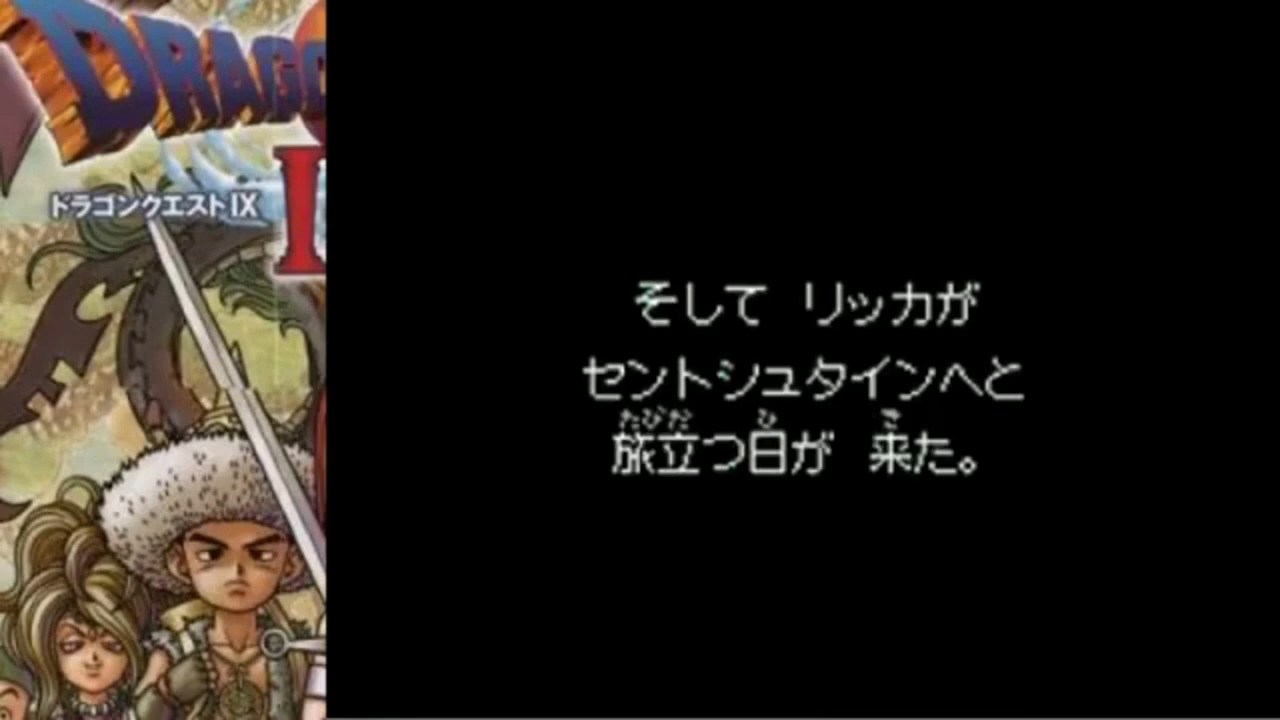 DRAGO
I
ドラゴンクエストIX
そして リッカが
セントシュタインへと
たびだ ひ き
旅立つ日が 来た。